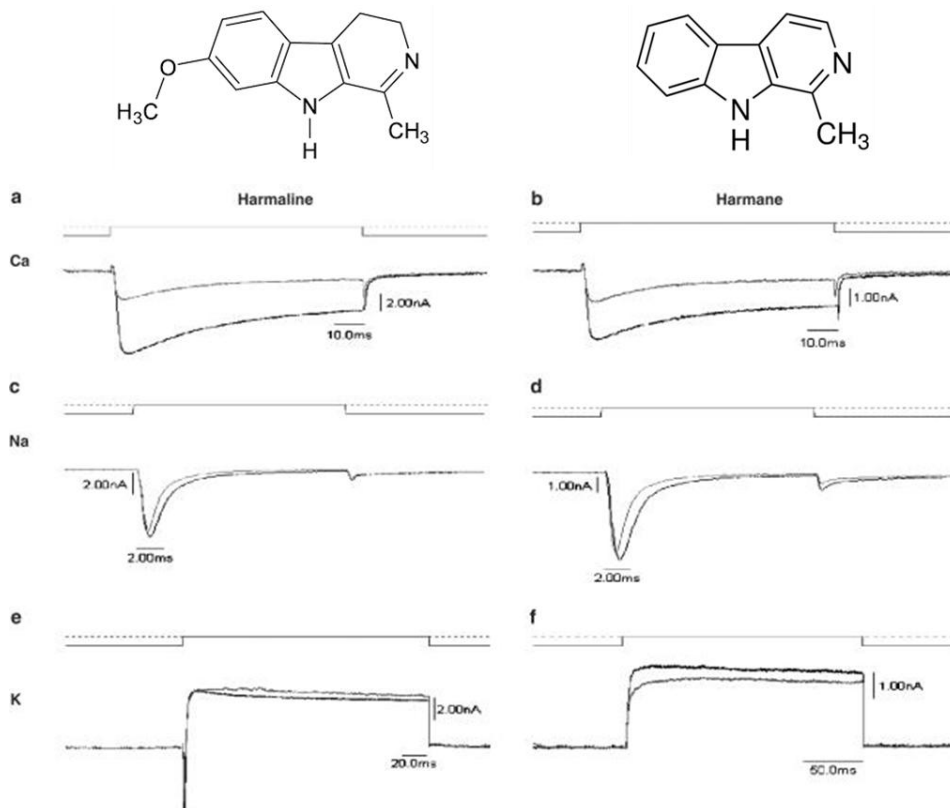 O
N
H₃C
N
H
CH₃
N
N
H
CH₃
a
Harmaline
b
Harmane
Ca
2.00nA
1.00nA
10.0ms
10.0ms
c
d
Na
2.00nA
1.00nA
2.00ms
2.00ms
e
f
K
2.00nA
1.00nA
20.0ms
50.0ms